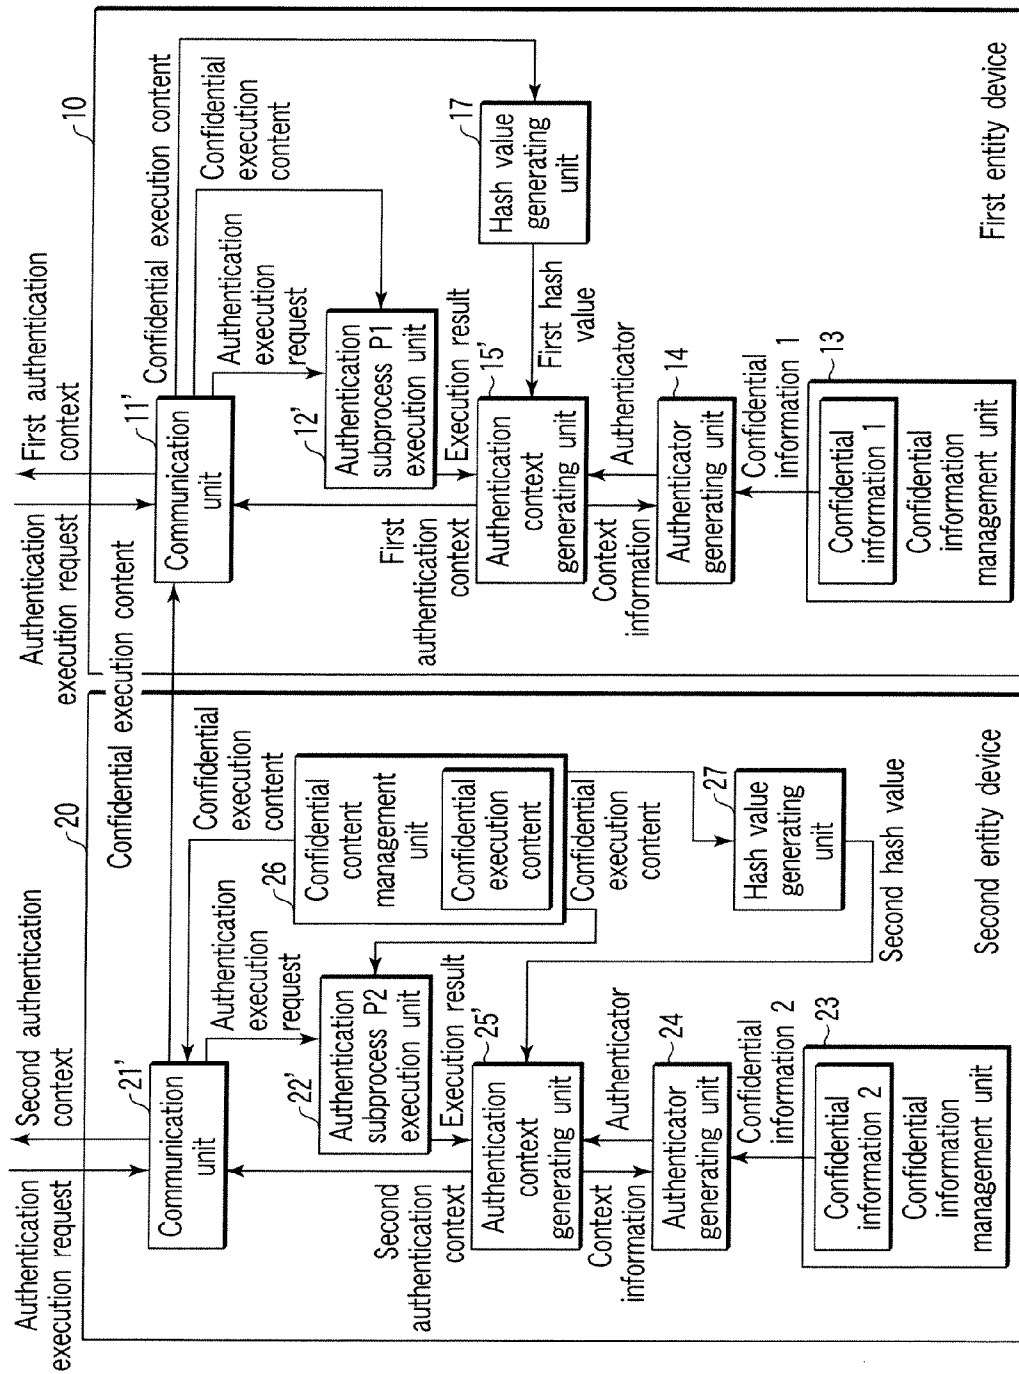 Authentication
execution request
Second authentication
context
20
Confidential execution content
21'
Communication
unit
Authentication
execution
request
Confidential
execution
content
26
Confidential
content
management
unit
Confidential
execution
content
Confidential
execution
content
22'
Authentication
subprocess P2
execution unit
Execution result
25'
Second
authentication
context
Authentication
context
generating unit
27
Hash value
generating
unit
Second hash value
Context
information
Authenticator
24
Authenticator
generating unit
Confidential
information 2
23
Confidential
information 2
Confidential
information
management unit
Second entity device
Authentication
execution request
First authentication
context
10
11'
Communication
unit
Confidential execution content
Authentication
execution
request
Confidential
execution
content
12'
Authentication
subprocess P1
execution unit
Execution result
15'
First
authentication
context
Authentication
context
generating unit
17
Hash value
generating
unit
First hash
value
Context
information
Authenticator
14
Authenticator
generating unit
Confidential
information 1
13
Confidential
information 1
Confidential
information
management unit
First entity device